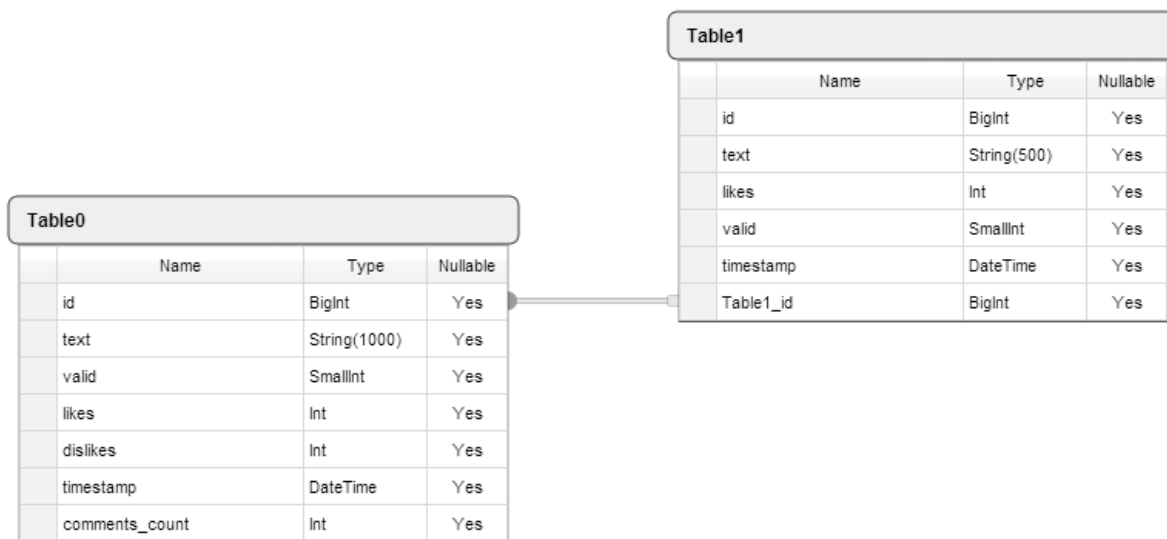 Table1
Name Type Nullable
id BigInt Yes
text String(500) Yes
likes Int Yes
valid SmallInt Yes
timestamp DateTime Yes
Table1_id BigInt Yes
Table0
Name Type Nullable
id BigInt Yes
text String(1000) Yes
valid SmallInt Yes
likes Int Yes
dislikes Int Yes
timestamp DateTime Yes
comments_count Int Yes